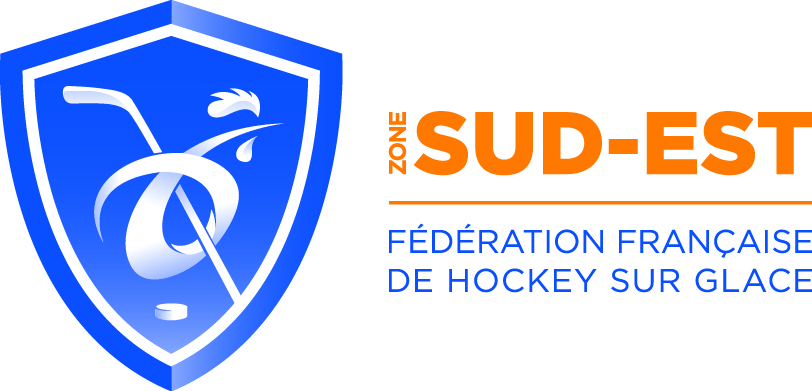 ZONE
SUD-EST
FÉDÉRATION FRANÇAISE
DE HOCKEY SUR GLACE